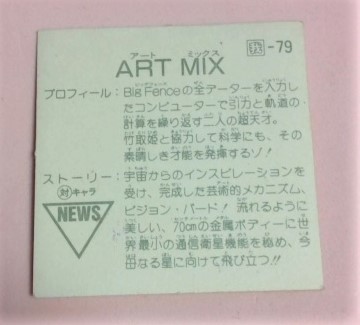 技-79
アート ミックス
ART MIX
プロフィール：Big Fenceの全データーを入力し
たコンピューターで引力と軌道の
計算を繰り返す二人の超天才。
竹取姫と協力して科学にも、その
素晴しき才能を発揮するゾ！
ストーリー：宇宙からのインスピレーションを
対キャラ
受け、完成した芸術的メカニズム、
NEWS
ビジョン・バード！流れるように
美しい、70cmの金属ボディーに世
界最小の通信衛星機能を秘め、今
田なる星に向けて飛び立つ!!